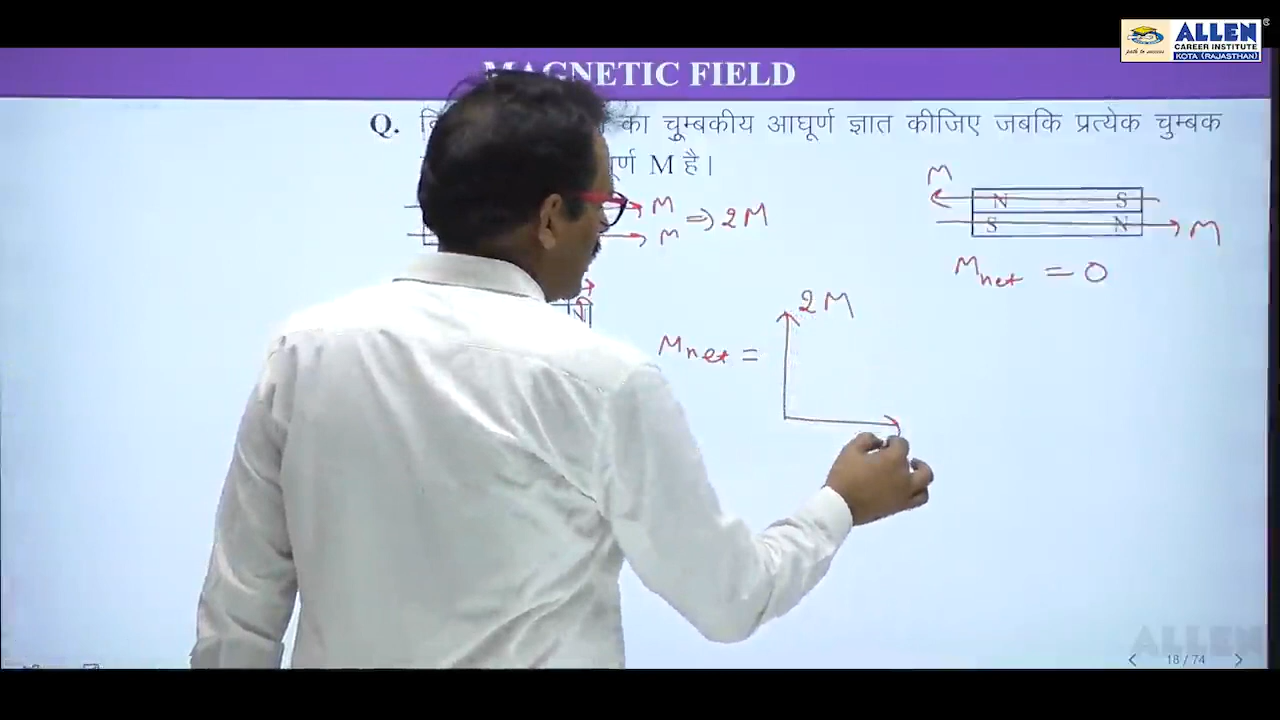 ALLEN
CAREER INSTITUTE
path to success
KOTA (RAJASTHAN)
MAGNETIC FIELD
Q. का चुम्बकीय आघूर्ण ज्ञात कीजिए जबकि प्रत्येक चुम्बक
M है।
M
N S
M ⇒ 2M
M
S N M
Mnet = 0
2M
N
Mnet =
ALLEN
18 / 74